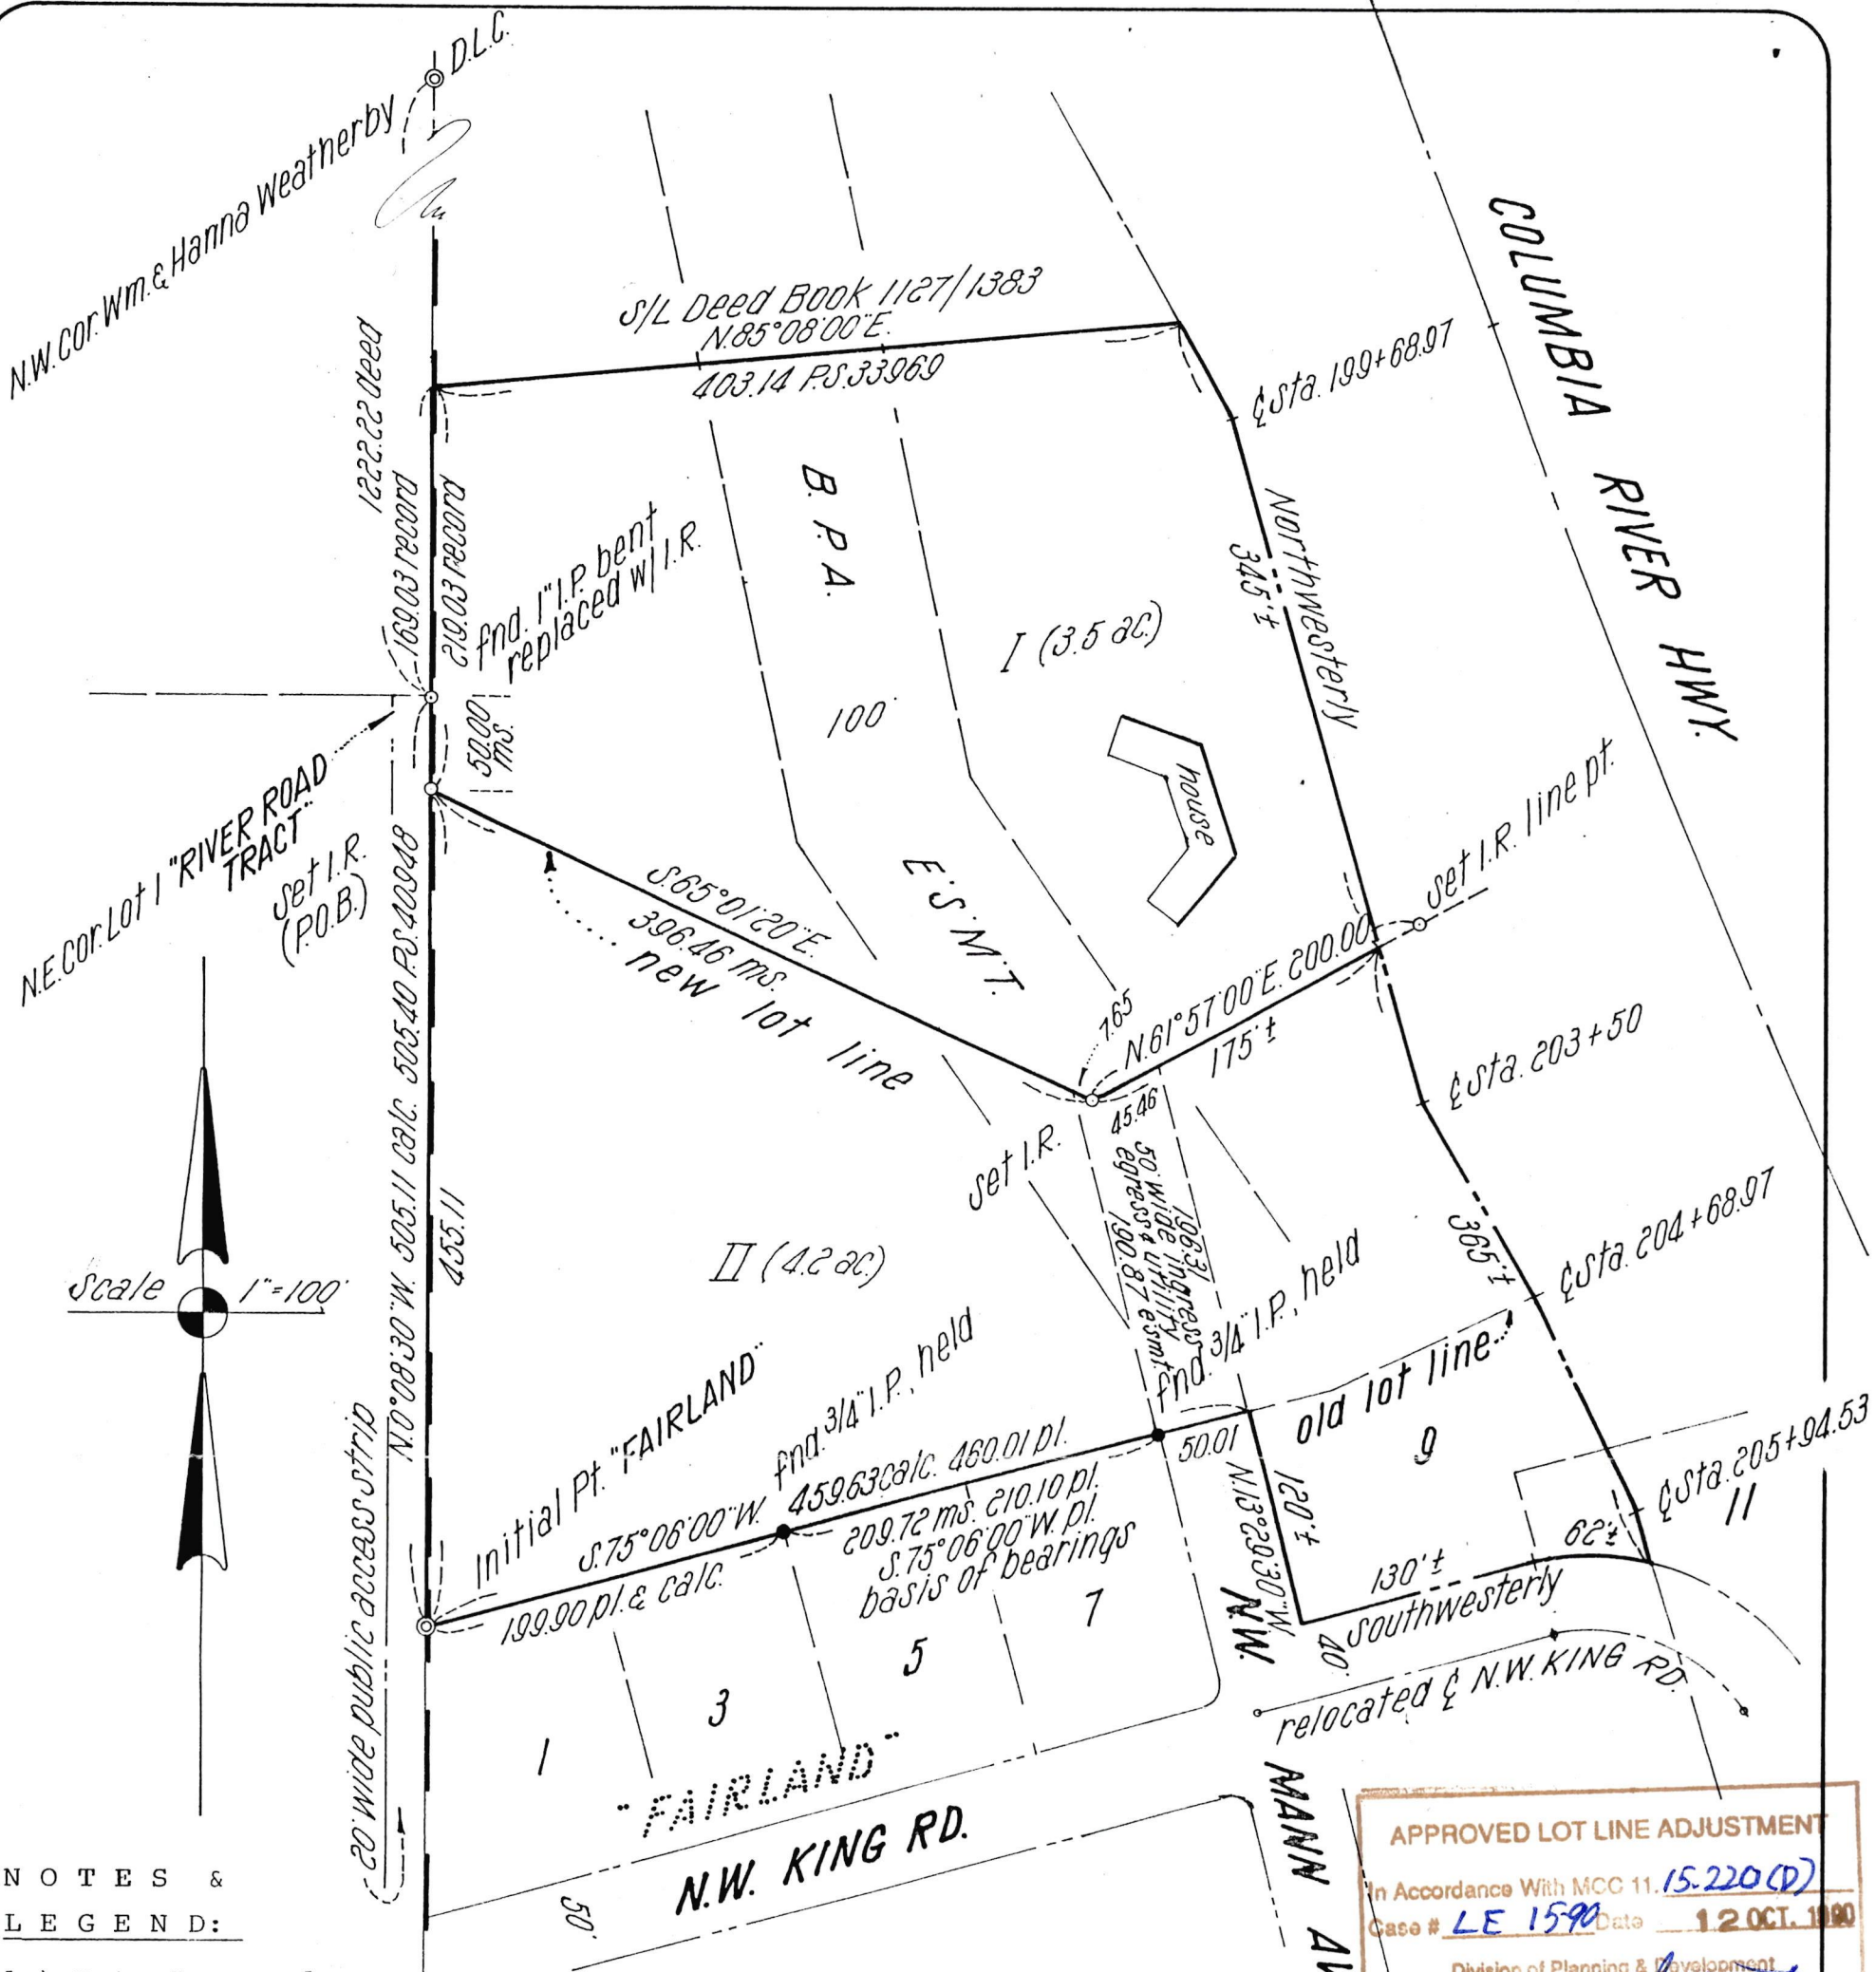 D.L.C.
N.W. Cor. Wm. & Hanna Weatherby
COLUMBIA RIVER HWY.
S/L Deed Book 1127/1383
N.85°08'00"E.
403.14 P.S.33969
1222.22 deed
169.03 record
219.03 record
fnd. 1" I.P. bent
replaced w/ I.R.
50.00
ms.
B.P.A.
100'
E'S'M'T.
I (3.5 ac.)
house
Northwesterly
345'±
℄ sta. 199+68.97
set I.R. line pt.
N.E. Cor. Lot 1 "RIVER ROAD
TRACT"
set I.R.
(P.O.B.)
S.65°01'20"E.
396.46 ms.
new lot line
7.65
N.61°57'00"E. 200.00
175'±
45.46
set I.R.
℄ sta. 203+50
50' wide ingress
egress & utility
esmt.
196.31
190.87
365'±
℄ sta. 204+68.97
N.0°08'30"W. 505.11 calc. 505.40 P.S.40948
455.11
II (4.2 ac.)
Scale 1"=100'
Initial Pt. "FAIRLAND"
fnd. 3/4" I.P., held
fnd. 3/4" I.P., held
S.75°06'00"W. 459.63 calc. 460.01 pl.
199.90 pl. & calc.
209.72 ms. 210.10 pl.
S.75°06'00"W. pl.
basis of bearings
50.01
old lot line
9
N.13°29'30"W.
120'±
℄ sta. 205+94.53
11
62'±
130'±
Southwesterly
40'
relocated ℄ N.W. KING RD.
20' wide public access strip
1
3
5
7
"FAIRLAND"
N.W. KING RD.
50'
N.W. MANN AV
NOTES &
LEGEND:
APPROVED LOT LINE ADJUSTMENT
In Accordance With MCC 11.15.220(D)
Case # LE 15-90 Date 12 OCT. 1990
Division of Planning & Development